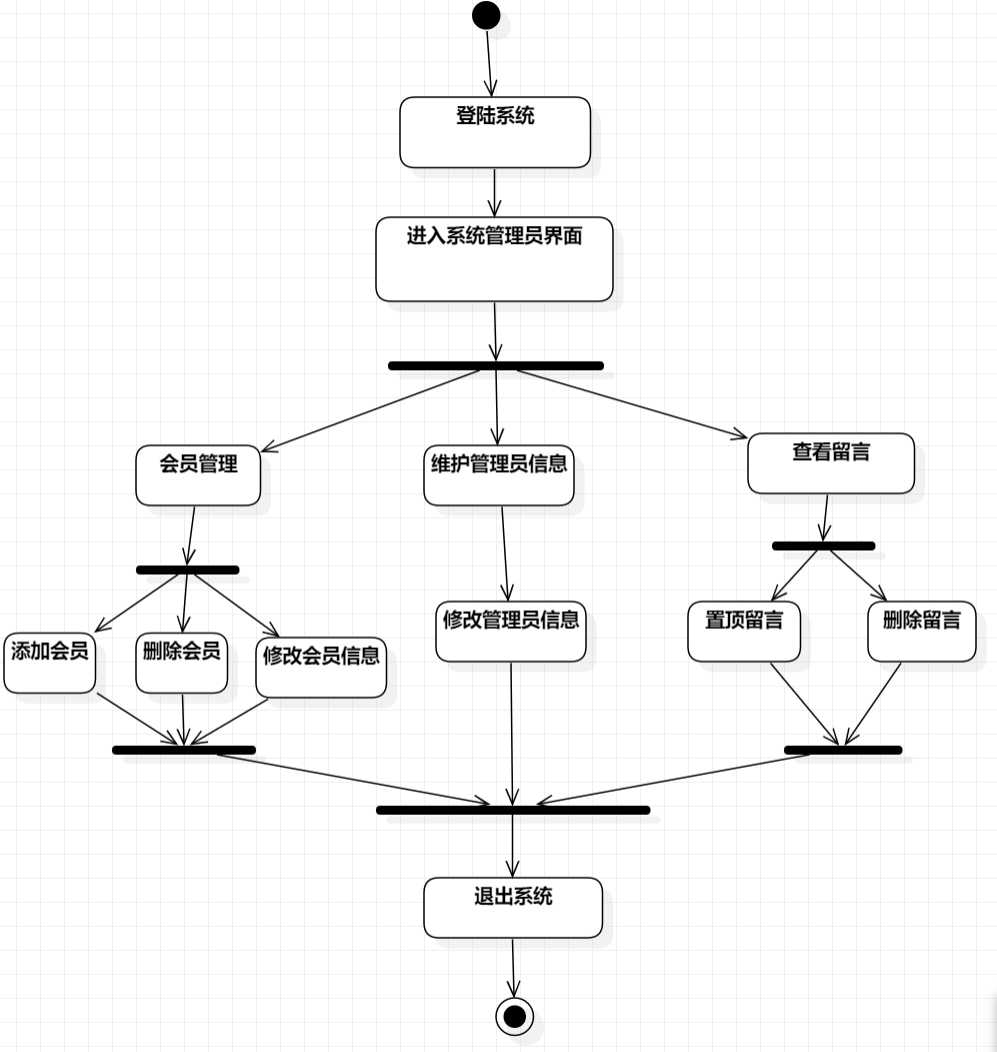 登陆系统
进入系统管理员界面
会员管理
维护管理员信息
查看留言
添加会员
删除会员
修改会员信息
修改管理员信息
置顶留言
删除留言
退出系统